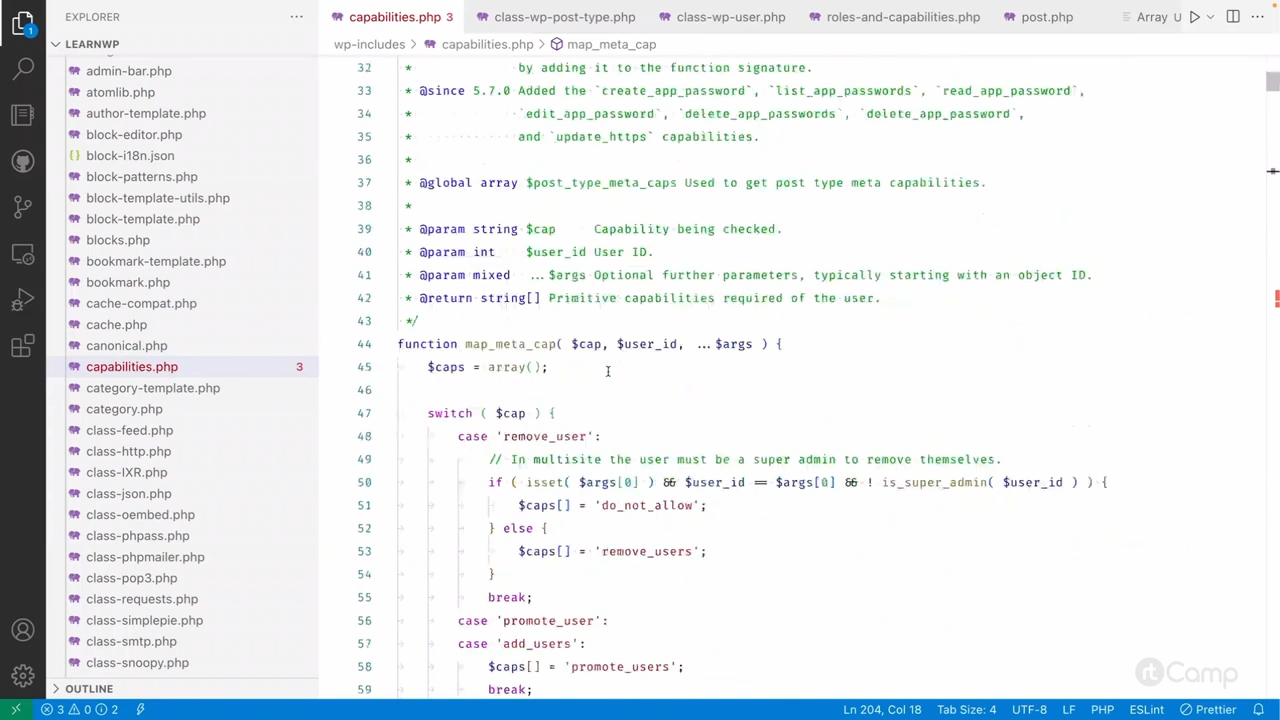 EXPLORER
capabilities.php 3
class-wp-post-type.php
class-wp-user.php
roles-and-capabilities.php
post.php
Array U
LEARNWP
wp-includes > capabilities.php > map_meta_cap
admin-bar.php
atomlib.php
author-template.php
block-editor.php
block-i18n.json
block-patterns.php
block-template-utils.php
block-template.php
blocks.php
bookmark-template.php
bookmark.php
cache-compat.php
cache.php
canonical.php
capabilities.php 3
category-template.php
category.php
class-feed.php
class-http.php
class-IXR.php
class-json.php
class-oembed.php
class-phpass.php
class-phpmailer.php
class-pop3.php
class-requests.php
class-simplepie.php
class-smtp.php
class-snoopy.php
OUTLINE
32 * by adding it to the function signature.
33 * @since 5.7.0 Added the `create_app_password`, `list_app_passwords`, `read_app_password`,
34 * `edit_app_password`, `delete_app_passwords`, `delete_app_password`,
35 * and `update_https` capabilities.
36 *
37 * @global array $post_type_meta_caps Used to get post type meta capabilities.
38 *
39 * @param string $cap Capability being checked.
40 * @param int $user_id User ID.
41 * @param mixed ...$args Optional further parameters, typically starting with an object ID.
42 * @return string[] Primitive capabilities required of the user.
43 */
44 function map_meta_cap( $cap, $user_id, ...$args ) {
45 $caps = array();
46
47 switch ( $cap ) {
48 case 'remove_user':
49 // In multisite the user must be a super admin to remove themselves.
50 if ( isset( $args[0] ) && $user_id == $args[0] && ! is_super_admin( $user_id ) ) {
51 $caps[] = 'do_not_allow';
52 } else {
53 $caps[] = 'remove_users';
54 }
55 break;
56 case 'promote_user':
57 case 'add_users':
58 $caps[] = 'promote_users';
59 break;
rtCamp
1
3 0 2
Ln 204, Col 18
Tab Size: 4
UTF-8
LF
PHP
ESLint
Prettier